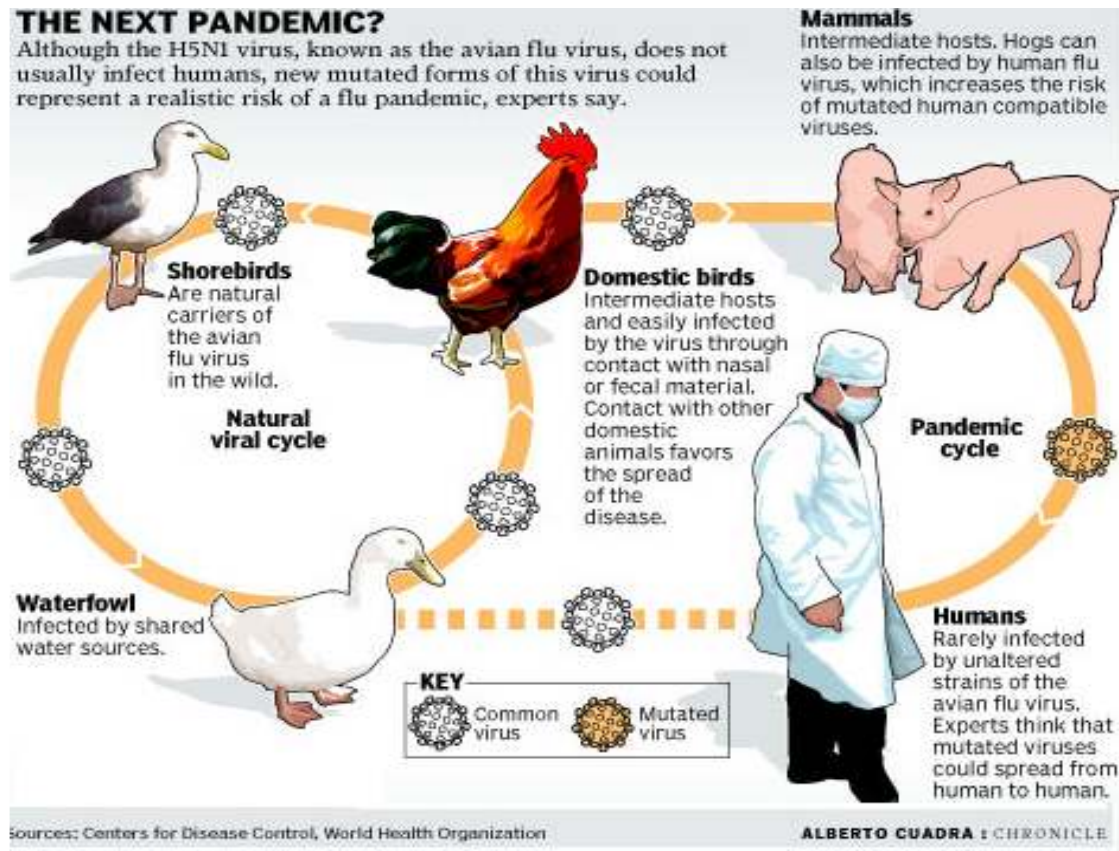 THE NEXT PANDEMIC?
Although the H5N1 virus, known as the avian flu virus, does not
usually infect humans, new mutated forms of this virus could
represent a realistic risk of a flu pandemic, experts say.
Mammals
Intermediate hosts. Hogs can
also be infected by human flu
virus, which increases the risk
of mutated human compatible
viruses.
Shorebirds
Are natural
carriers of
the avian
flu virus
in the wild.
Natural
viral cycle
Domestic birds
Intermediate hosts
and easily infected
by the virus through
contact with nasal
or fecal material.
Contact with other
domestic
animals favors
the spread
of the
disease.
Pandemic
cycle
Waterfowl
Infected by shared
water sources.
Humans
Rarely infected
by unaltered
strains of the
avian flu virus.
Experts think that
mutated viruses
could spread from
human to human.
KEY
Common
virus
Mutated
virus
Sources: Centers for Disease Control, World Health Organization
ALBERTO CUADRA : CHRONICLE